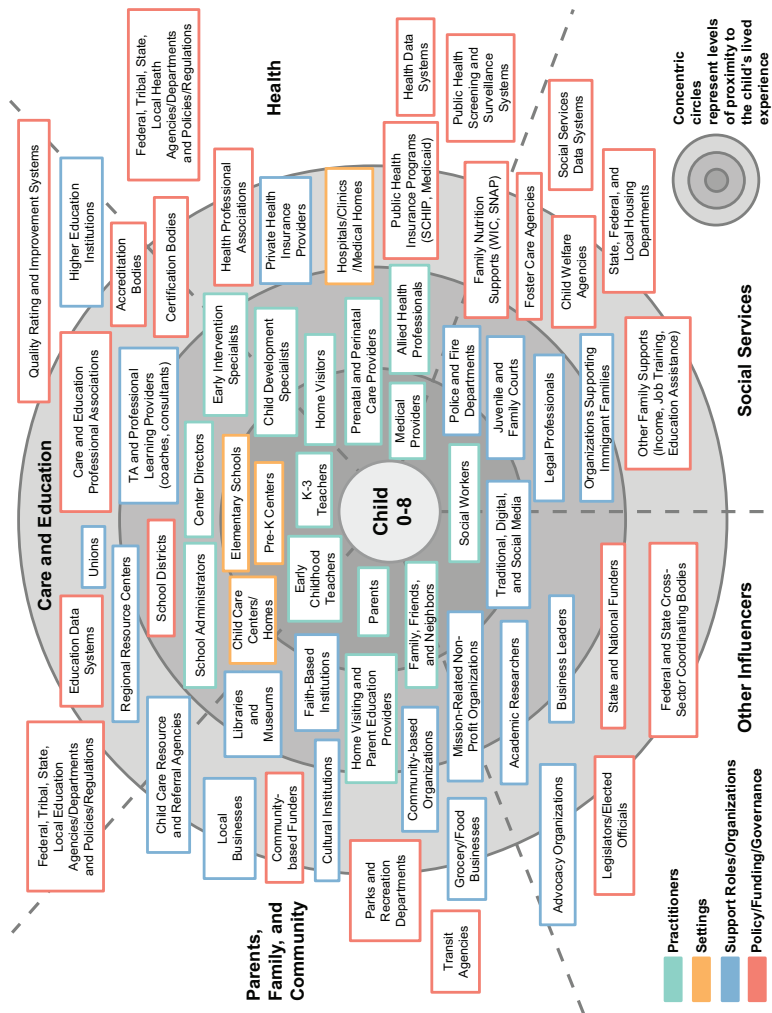 Care and Education
Quality Rating and Improvement Systems
Higher Education
Institutions
Accreditation
Bodies
Certification Bodies
Care and Education
Professional Associations
TA and Professional
Learning Providers
(coaches, consultants)
Unions
Regional Resource Centers
Education Data
Systems
School Districts
Federal, Tribal, State,
Local Education
Agencies/Departments
and Policies/Regulations
Child Care Resource
and Referral Agencies
School Administrators
Center Directors
Elementary Schools
Pre-K Centers
Child Care
Centers/
Homes
K-3
Teachers
Early
Childhood
Teachers
Health
Federal, Tribal, State,
Local Heath
Agencies/Departments
and Policies/Regulations
Health Professional
Associations
Private Health
Insurance
Providers
Hospitals/Clinics
/Medical Homes
Public Health
Insurance Programs
(SCHIP, Medicaid)
Health Data
Systems
Public Health
Screening and
Surveillance
Systems
Early Intervention
Specialists
Child Development
Specialists
Home Visitors
Prenatal and Perinatal
Care Providers
Allied Health
Professionals
Medical
Providers
Family Nutrition
Supports (WIC, SNAP)
Child
0-8
Parents,
Family, and
Community
Local
Businesses
Community-
based Funders
Cultural Institutions
Libraries
and
Museums
Faith-Based
Institutions
Parents
Home Visiting and
Parent Education
Providers
Family, Friends,
and Neighbors
Community-based
Organizations
Parks and
Recreation
Departments
Grocery/Food
Businesses
Transit
Agencies
Social Services
Foster Care Agencies
Social Services
Data Systems
Child Welfare
Agencies
State, Federal, and
Local Housing
Departments
Police and Fire
Departments
Juvenile and
Family Courts
Legal Professionals
Organizations Supporting
Immigrant Families
Other Family Supports
(Income, Job Training,
Education Assistance)
Social Workers
Other Influencers
Traditional, Digital,
and Social Media
Mission-Related Non-
Profit Organizations
Academic Researchers
Business Leaders
Advocacy Organizations
Legislators/Elected
Officials
State and National Funders
Federal and State Cross-
Sector Coordinating Bodies
Practitioners
Settings
Support Roles/Organizations
Policy/Funding/Governance
Concentric
circles
represent levels
of proximity to
the child's lived
experience